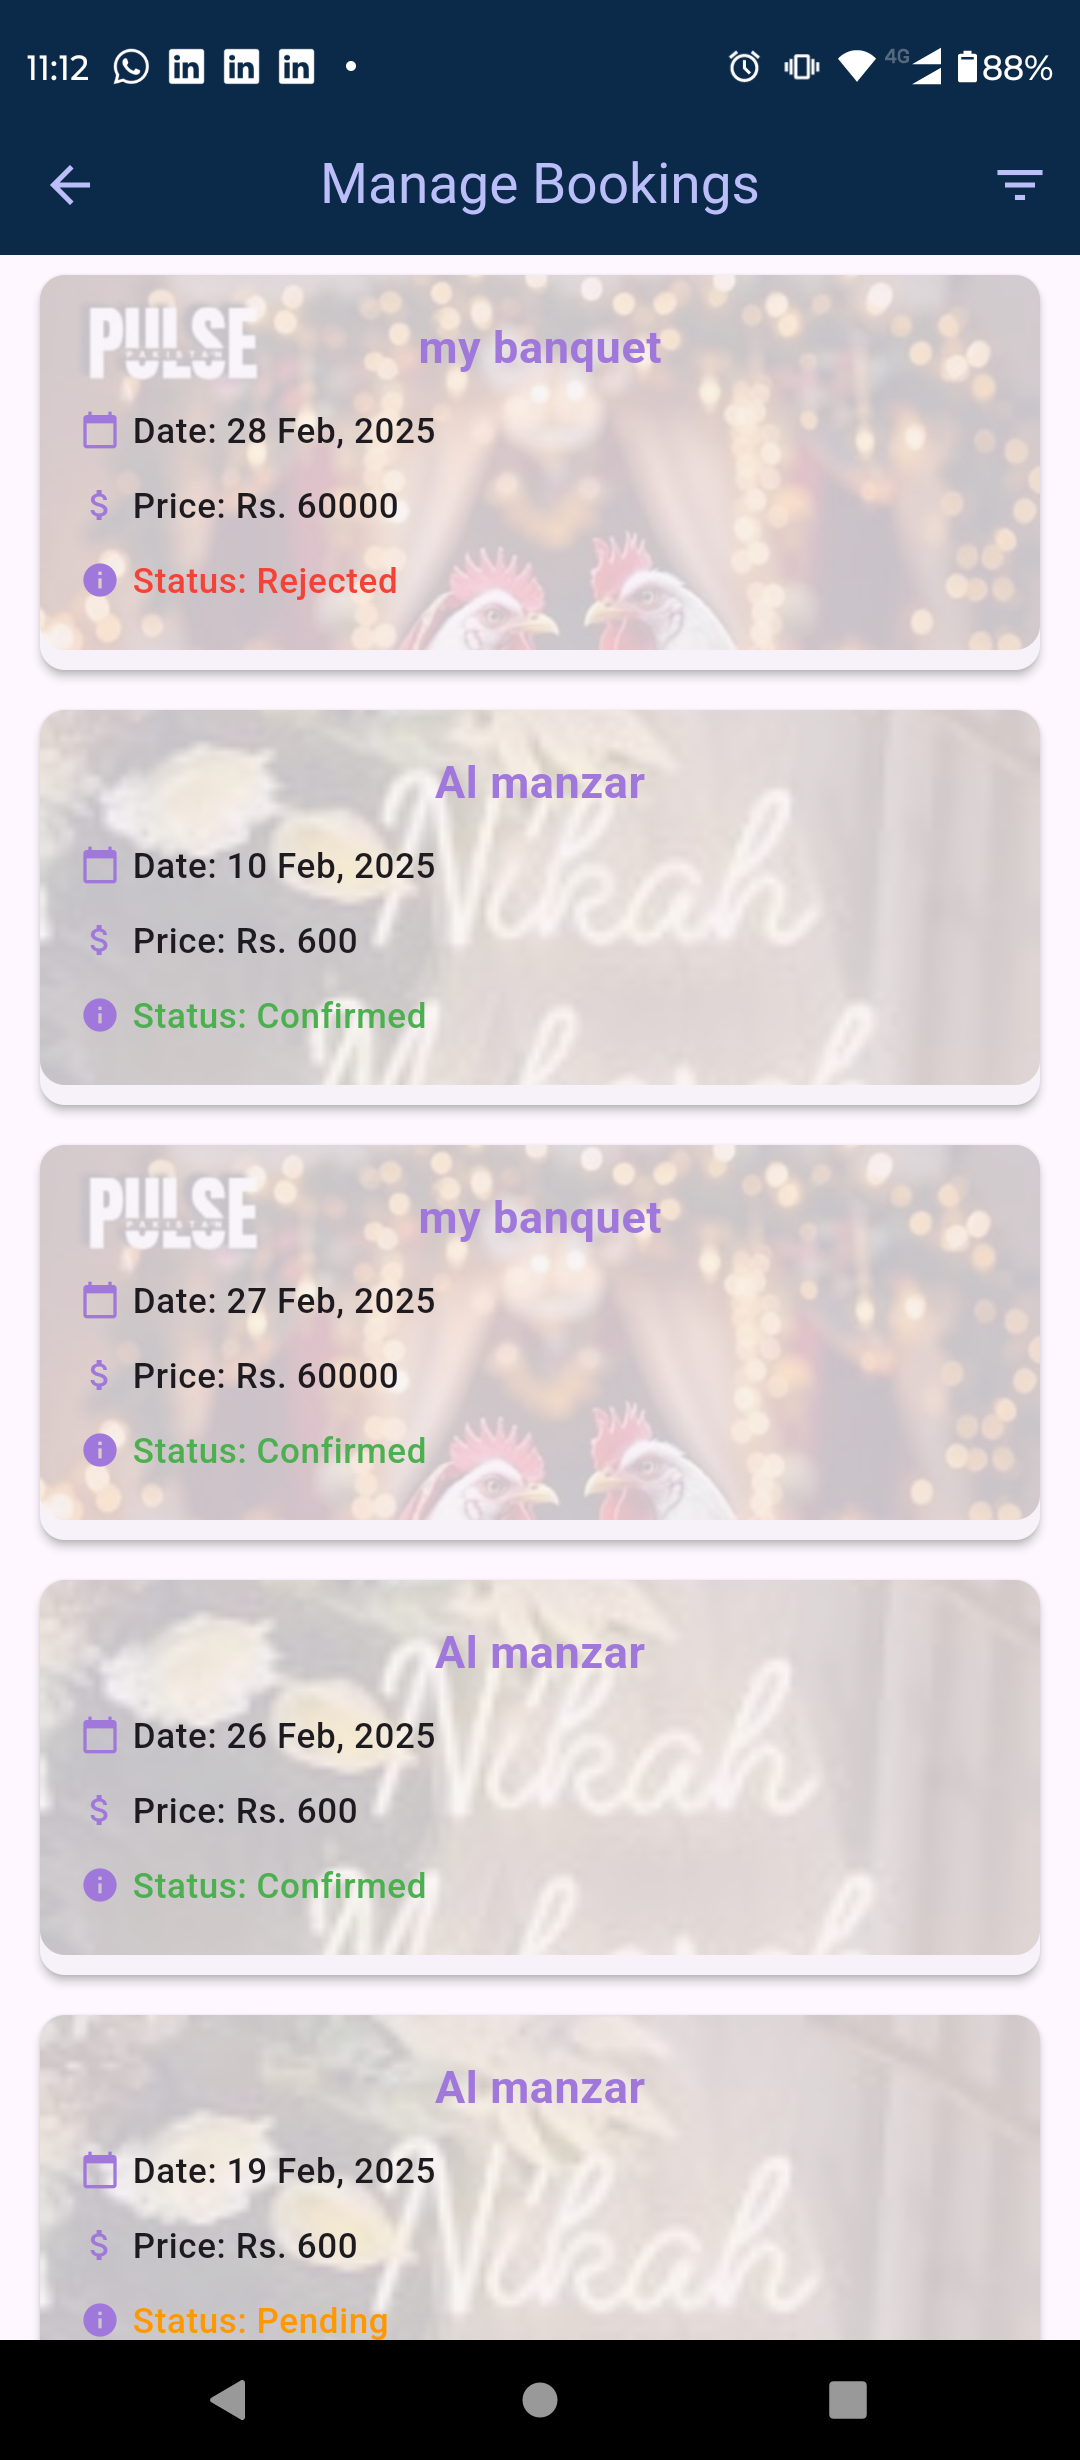 11:12 4G 88%
Manage Bookings
PULSE
PAKISTAN
my banquet
Date: 28 Feb, 2025
$ Price: Rs. 60000
Status: Rejected
Al manzar
Nikah
Date: 10 Feb, 2025
$ Price: Rs. 600
Status: Confirmed
PULSE
PAKISTAN
my banquet
Date: 27 Feb, 2025
$ Price: Rs. 60000
Status: Confirmed
Al manzar
Nikah
Date: 26 Feb, 2025
$ Price: Rs. 600
Status: Confirmed
Al manzar
Nikah
Date: 19 Feb, 2025
$ Price: Rs. 600
Status: Pending